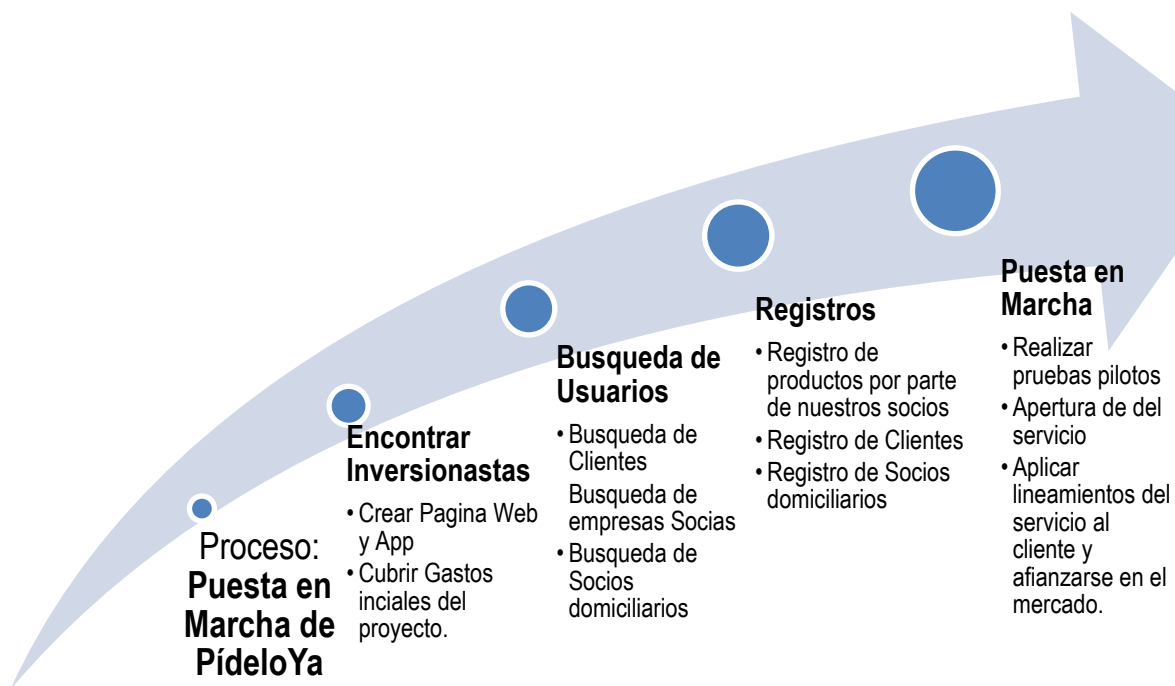 Proceso:
Puesta en
Marcha de
PídeloYa
Encontrar
Inversionastas
• Crear Pagina Web
y App
• Cubrir Gastos
inciales del
proyecto.
Busqueda de
Usuarios
• Busqueda de
Clientes
Busqueda de
empresas Socias
• Busqueda de
Socios
domiciliarios
Registros
• Registro de
productos por parte
de nuestros socios
• Registro de Clientes
• Registro de Socios
domiciliarios
Puesta en
Marcha
• Realizar
pruebas pilotos
• Apertura de del
servicio
• Aplicar
lineamientos del
servicio al
cliente y
afianzarse en el
mercado.